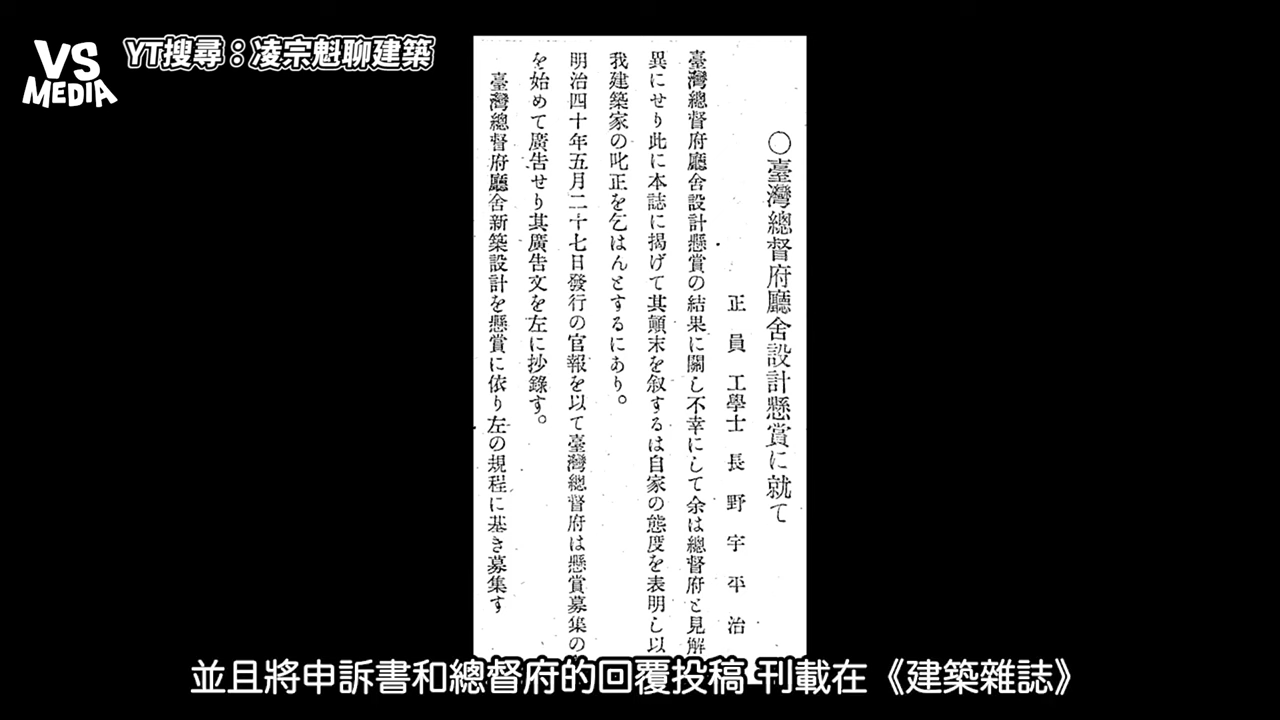 VS
MEDIA
YT搜尋：凌宗魁聊建築
〇臺灣總督府廳舍設計懸賞に就て
正員 工學士 長野宇平治
臺灣總督府廳舍設計懸賞の結果に關し不幸にして余は總督府と見解
異にせり此に本誌に揭げて其顚末を叙するは自家の態度を表明し以
我建築家の叱正を乞はんとするにあり。
明治四十年五月二十七日發行の官報を以て臺灣總督府は懸賞募集の
を始めて廣告せり其廣告文を左に抄錄す。
臺灣總督府廳舍新築設計を懸賞に依り左の規程に基き募集す
並且將申訴書和總督府的回覆投稿 刊載在《建築雜誌》